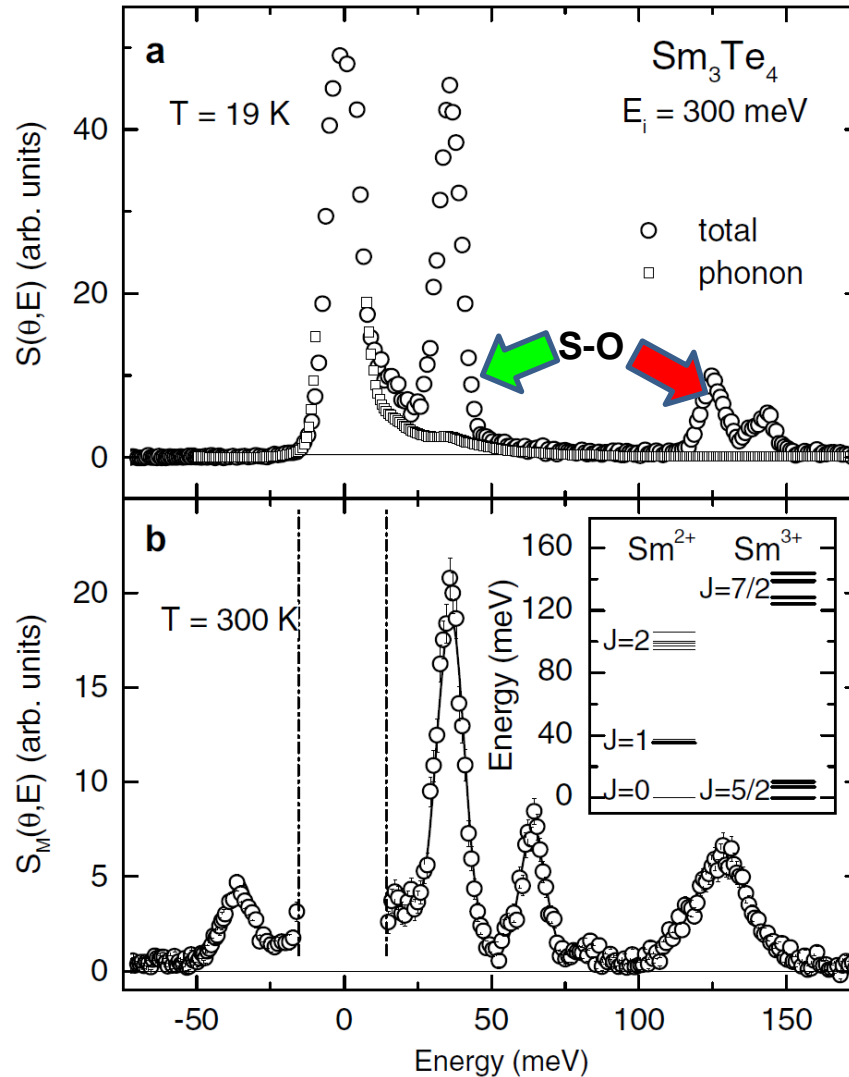 a
Sm3Te4
T = 19 K
Ei = 300 meV
total
phonon
S-O
S(θ,E) (arb. units)
40
20
0
b
T = 300 K
SM(θ,E) (arb. units)
20
15
10
5
0
Sm2+ Sm3+
Energy (meV)
160
120
80
40
0
J=2
J=1
J=0
J=7/2
J=5/2
-50 0 50 100 150
Energy (meV)